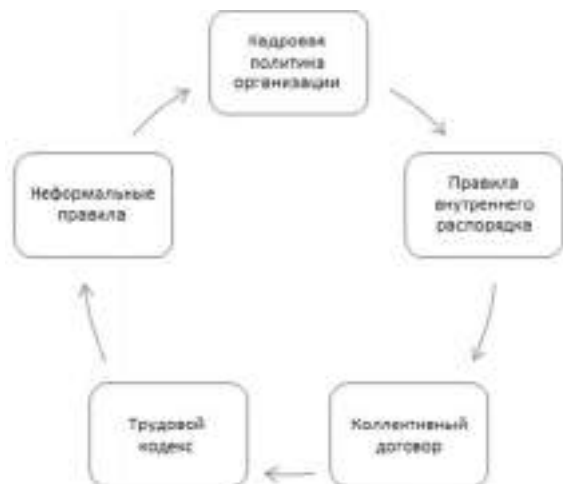 Кадровая
политика
организации
Правила
внутреннего
распорядка
Коллективный
договор
Трудовой
кодекс
Неформальные
правила